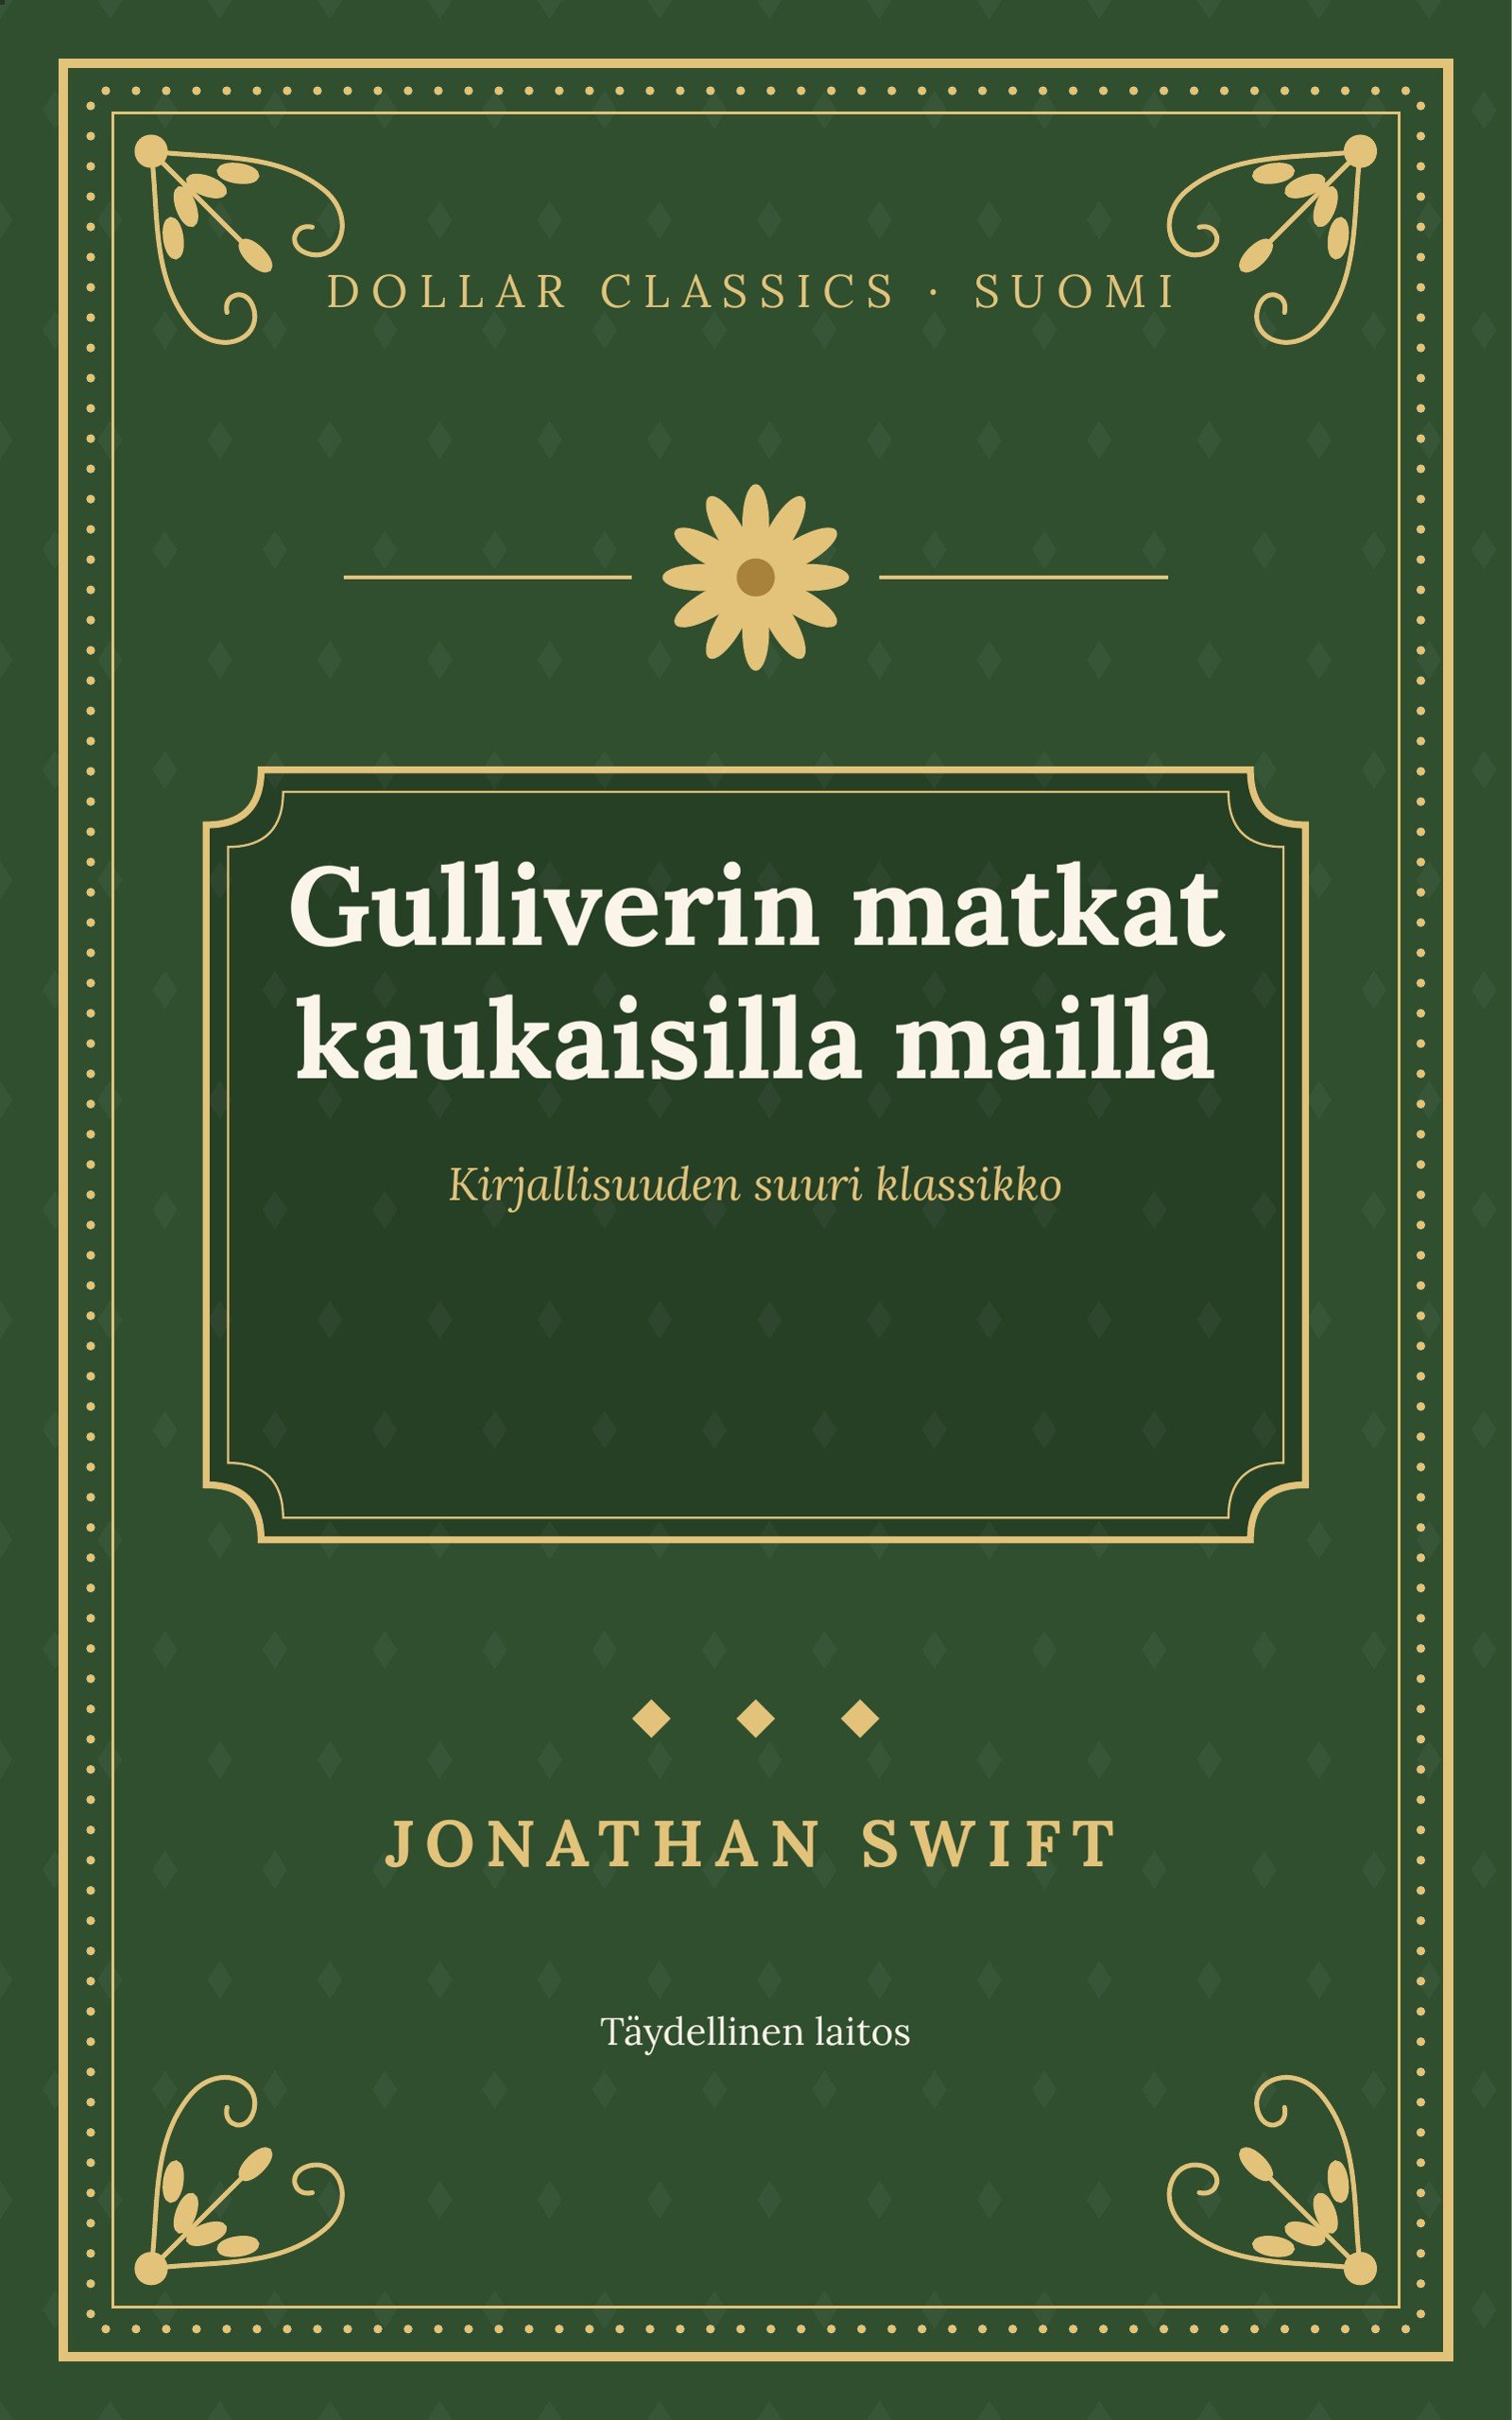 DOLLAR CLASSICS · SUOMI
Gulliverin matkat
kaukaisilla mailla
Kirjallisuuden suuri klassikko
JONATHAN SWIFT
Täydellinen laitos